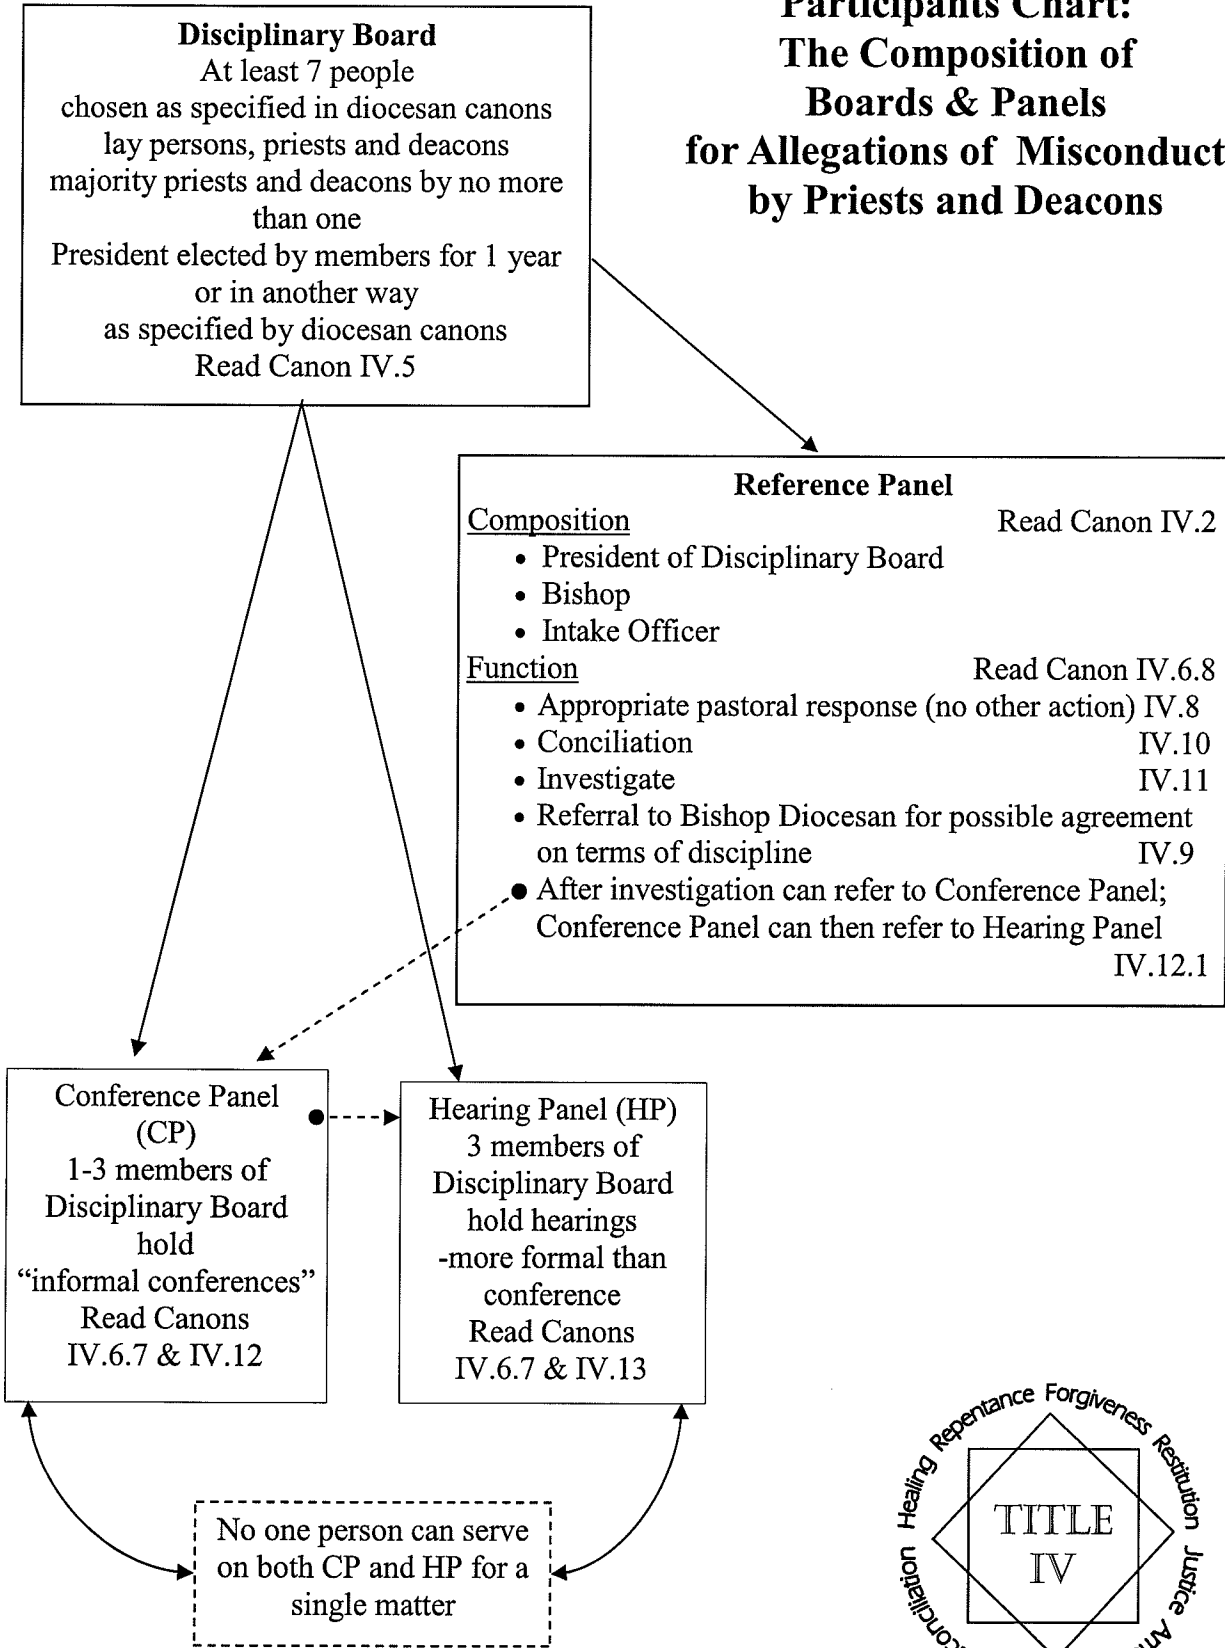 Participants Chart:
The Composition of
Boards & Panels
for Allegations of Misconduct
by Priests and Deacons
Disciplinary Board
At least 7 people
chosen as specified in diocesan canons
lay persons, priests and deacons
majority priests and deacons by no more
than one
President elected by members for 1 year
or in another way
as specified by diocesan canons
Read Canon IV.5
Reference Panel
Composition Read Canon IV.2
• President of Disciplinary Board
• Bishop
• Intake Officer
Function Read Canon IV.6.8
• Appropriate pastoral response (no other action) IV.8
• Conciliation IV.10
• Investigate IV.11
• Referral to Bishop Diocesan for possible agreement
on terms of discipline IV.9
• After investigation can refer to Conference Panel;
Conference Panel can then refer to Hearing Panel
IV.12.1
Conference Panel
(CP)
1-3 members of
Disciplinary Board
hold
“informal conferences”
Read Canons
IV.6.7 & IV.12
Hearing Panel (HP)
3 members of
Disciplinary Board
hold hearings
-more formal than
conference
Read Canons
IV.6.7 & IV.13
No one person can serve
on both CP and HP for a
single matter
Healing Repentance Forgiveness Restitution Justice
TITLE
IV